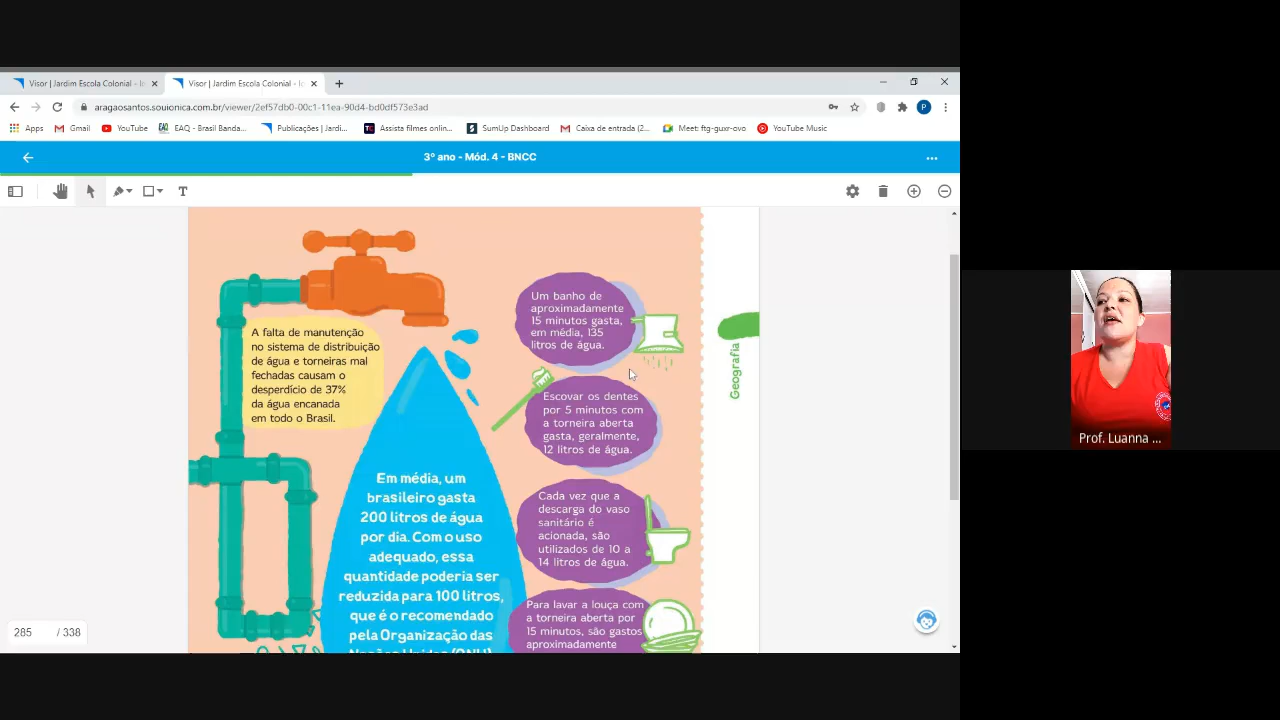 Visor | Jardim Escola Colonial - Io
Visor | Jardim Escola Colonial - Io
aragaosantos.souionica.com.br/viewer/2ef57db0-00c1-11ea-90d4-bd0df573e3ad
P
Apps
Gmail
YouTube
EAQ - Brasil Banda...
Publicações | Jardi...
Assista filmes onlin...
SumUp Dashboard
Caixa de entrada (2...
Meet: ftg-guxr-ovo
YouTube Music
3º ano - Mód. 4 - BNCC
T
A falta de manutenção
no sistema de distribuição
de água e torneiras mal
fechadas causam o
desperdício de 37%
da água encanada
em todo o Brasil.
Em média, um
brasileiro gasta
200 litros de água
por dia. Com o uso
adequado, essa
quantidade poderia ser
reduzida para 100 litros,
que é o recomendado
pela Organização das
Nações Unidas (ONU)
Um banho de
aproximadamente
15 minutos gasta,
em média, 135
litros de água.
Escovar os dentes
por 5 minutos com
a torneira aberta
gasta, geralmente,
12 litros de água.
Cada vez que a
descarga do vaso
sanitário é
acionada, são
utilizados de 10 a
14 litros de água.
Para lavar a louça com
a torneira aberta por
15 minutos, são gastos
aproximadamente
Geografia
285 / 338
Prof. Luanna ...